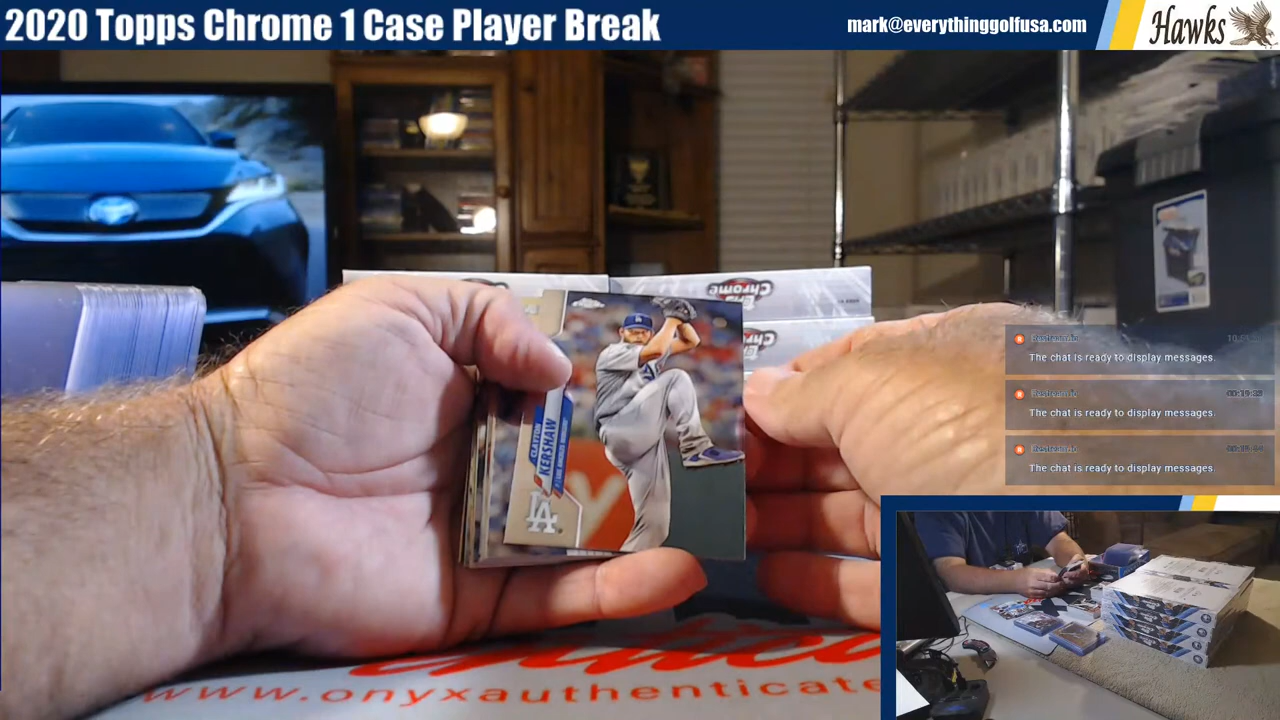 2020 Topps Chrome 1 Case Player Break
mark@everythinggolfusa.com
Hawks
The chat is ready to display messages.
The chat is ready to display messages.
The chat is ready to display messages.
Chrome
Chrome
CLAYTON
KERSHAW
LA
www.onyxauthenticate